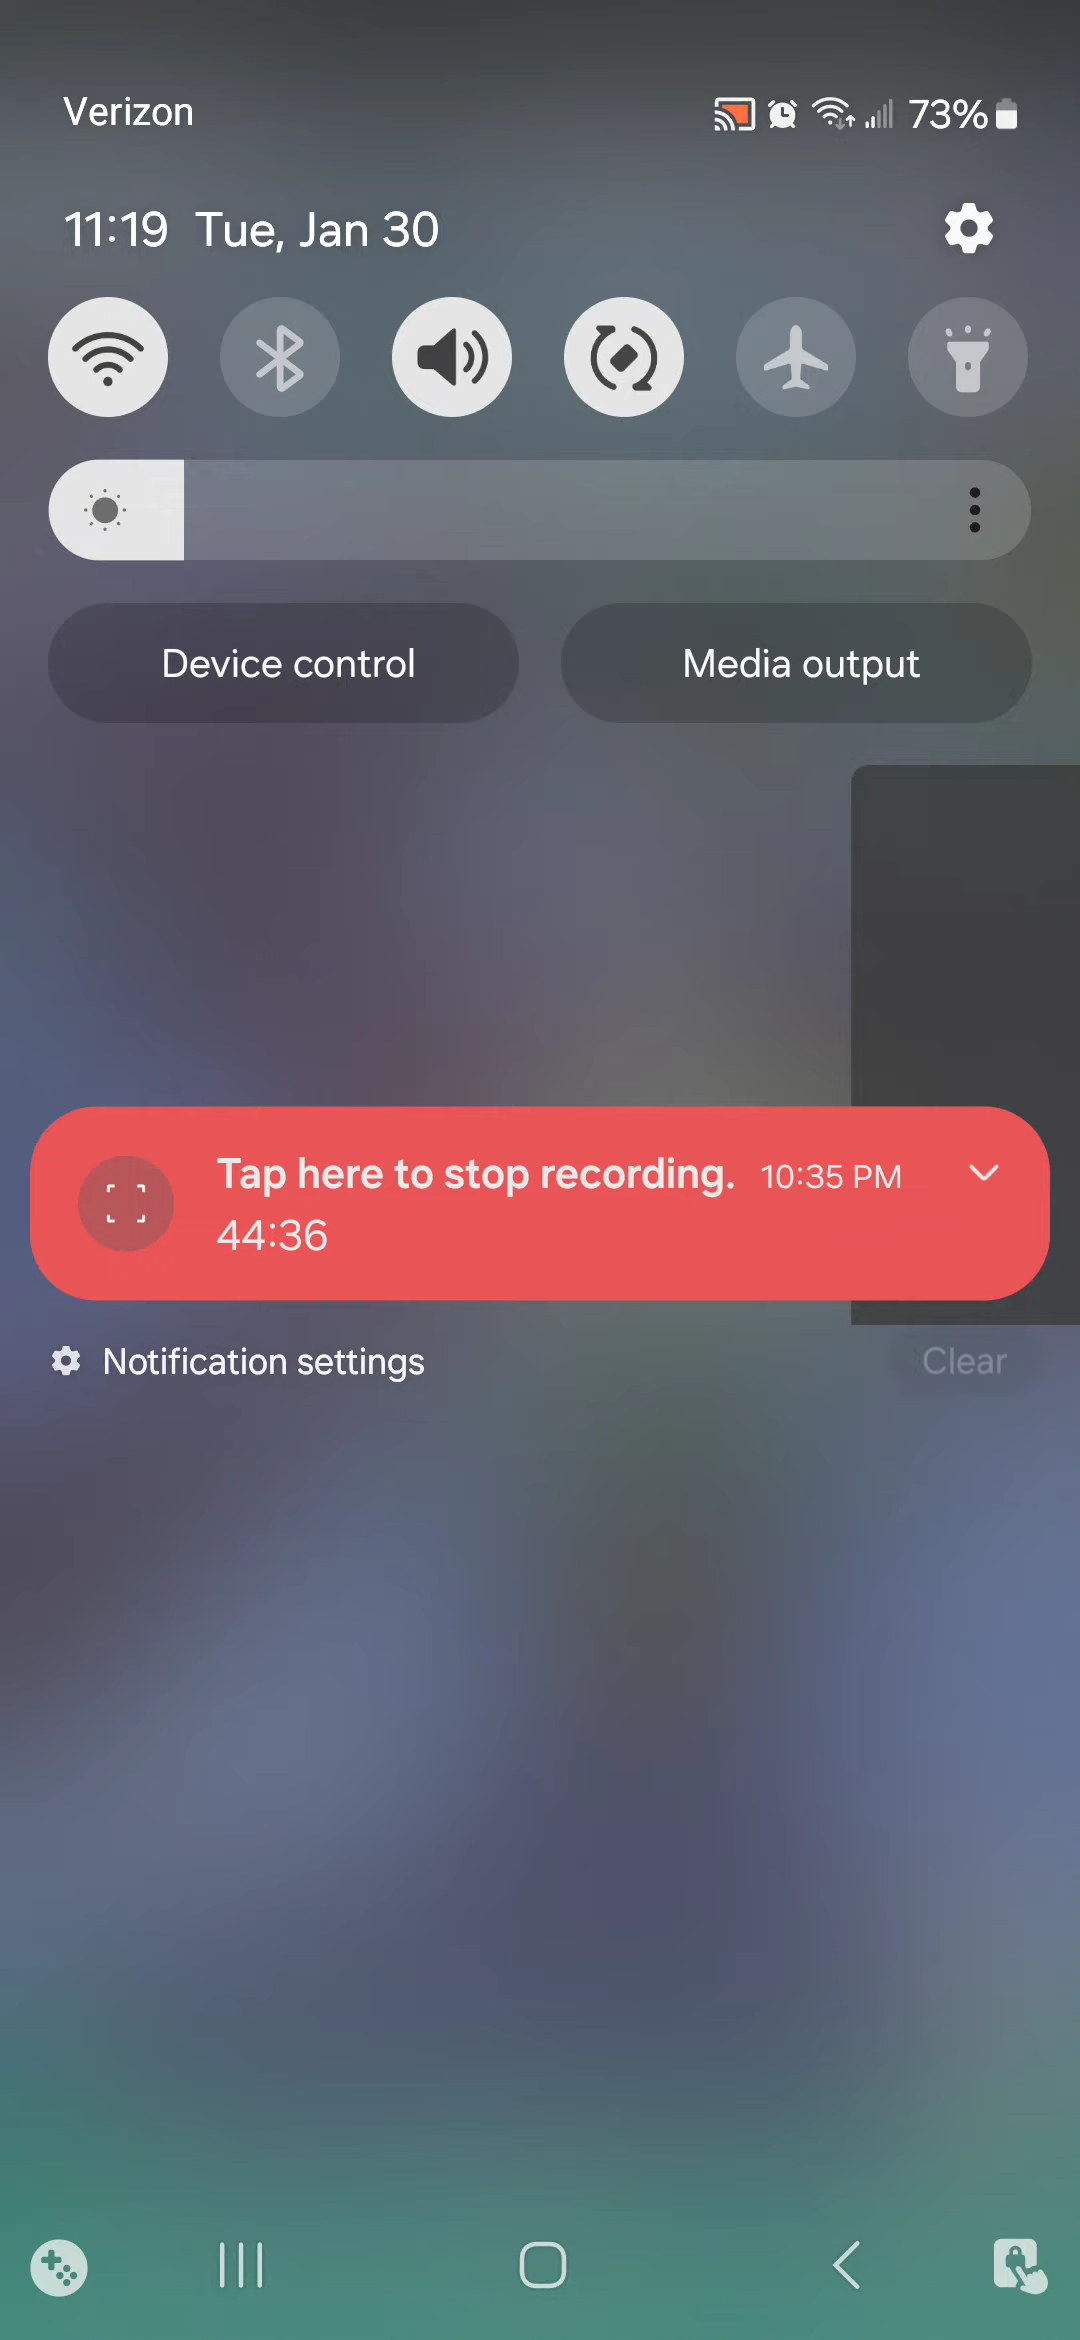 Verizon
73%
11:19 Tue, Jan 30
Device control
Media output
Tap here to stop recording. 10:35 PM
44:36
Notification settings
Clear